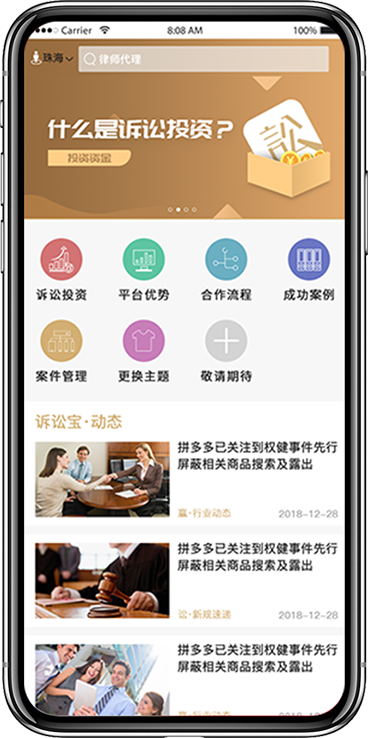 Carrier 8:08 AM 100%
珠海 律师代理
什么是诉讼投资？
投资资金
訟
诉讼投资 平台优势 合作流程 成功案例
案件管理 更换主题 敬请期待
诉讼宝·动态
拼多多已关注到权健事件先行
屏蔽相关商品搜索及露出
赢·行业动态 2018-12-28
拼多多已关注到权健事件先行
屏蔽相关商品搜索及露出
讼·新规速递 2018-12-28
拼多多已关注到权健事件先行
屏蔽相关商品搜索及露出